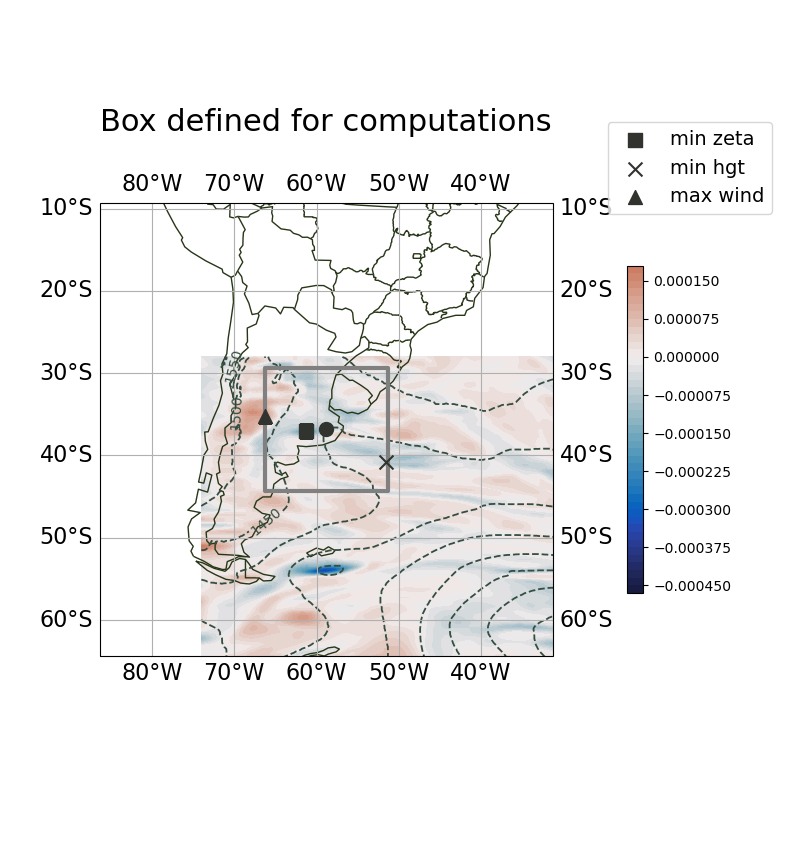 Box defined for computations
min zeta
min hgt
max wind
80°W 70°W 60°W 50°W 40°W
10°S 10°S
20°S 20°S
30°S 30°S
40°S 40°S
50°S 50°S
60°S 60°S
80°W 70°W 60°W 50°W 40°W
1550
1500
1450
0.000150
0.000075
0.000000
−0.000075
−0.000150
−0.000225
−0.000300
−0.000375
−0.000450